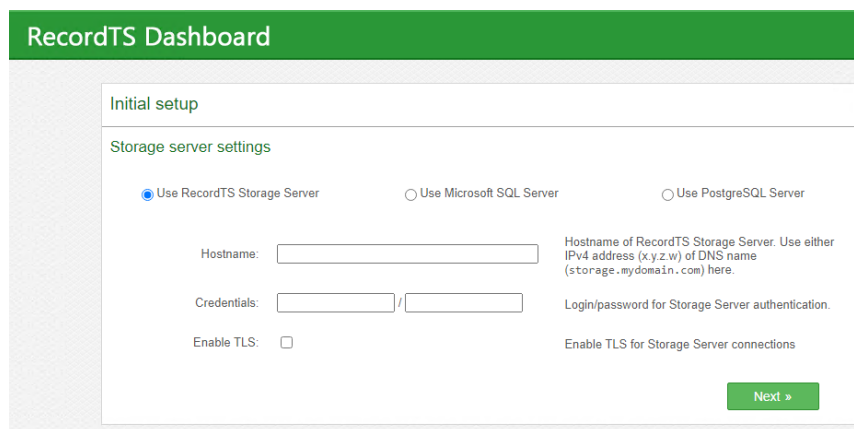 RecordTS Dashboard
Initial setup
Storage server settings
Use RecordTS Storage Server
Use Microsoft SQL Server
Use PostgreSQL Server
Hostname:
Hostname of RecordTS Storage Server. Use either
IPv4 address (x.y.z.w) of DNS name
(storage.mydomain.com) here.
Credentials:
/
Login/password for Storage Server authentication.
Enable TLS:
Enable TLS for Storage Server connections
Next »